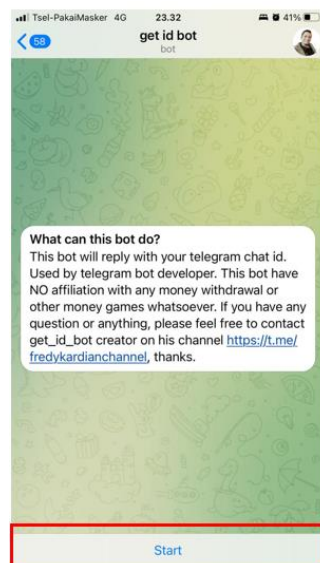 Tsel-PakaiMasker 4G 23.32 41%
58
get id bot
bot
What can this bot do?
This bot will reply with your telegram chat id.
Used by telegram bot developer. This bot have
NO affiliation with any money withdrawal or
other money games whatsoever. If you have any
question or anything, please feel free to contact
get_id_bot creator on his channel https://t.me/
fredykardianchannel, thanks.
Start